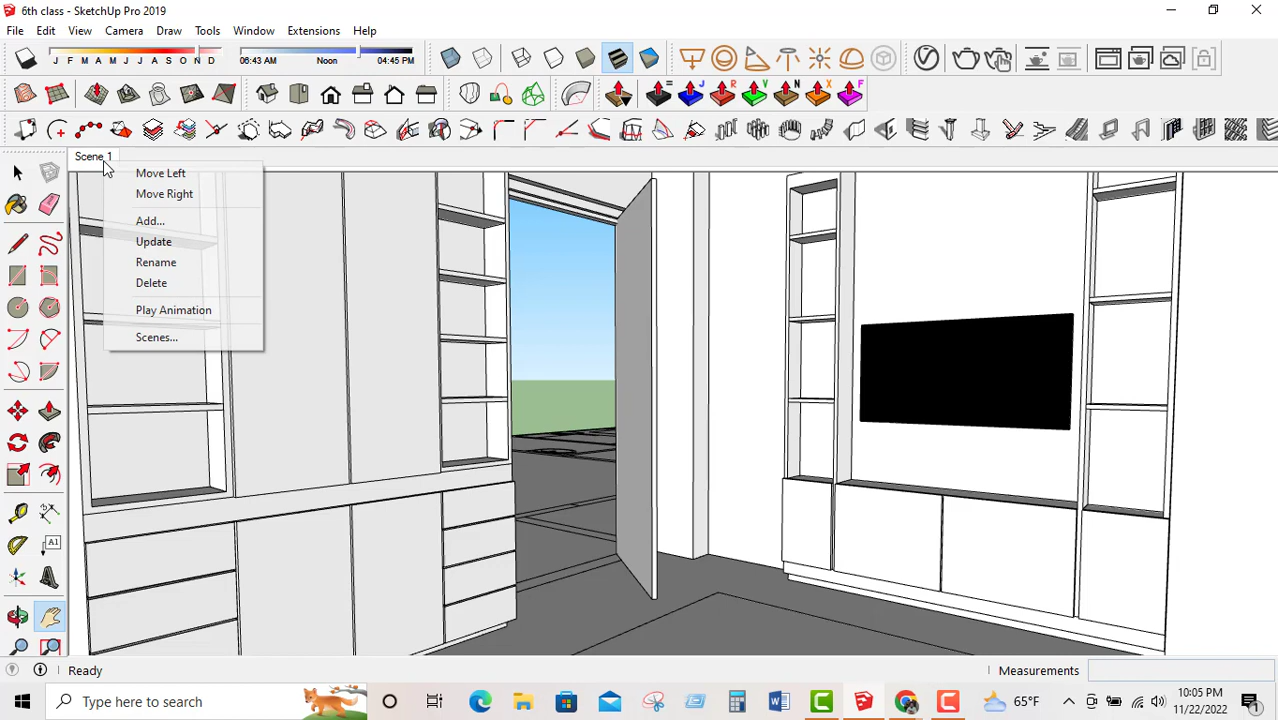 6th class - SketchUp Pro 2019
File Edit View Camera Draw Tools Window Extensions Help
J F M A M J J A S O N D 06:43 AM Noon 04:45 PM
= J R V N X F
Scene 1
Move Left
Move Right
Add...
Update
Rename
Delete
Play Animation
Scenes...
A1
Ready
Measurements
Type here to search
65°F
10:05 PM
11/22/2022
1